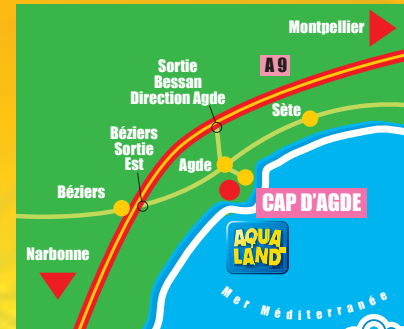 Montpellier
A 9
Sortie
Bessan
Direction Agde
Sète
Béziers
Sortie
Est
Agde
Béziers
CAP D'AGDE
AQUA
LAND
Narbonne
Mer Méditerranée